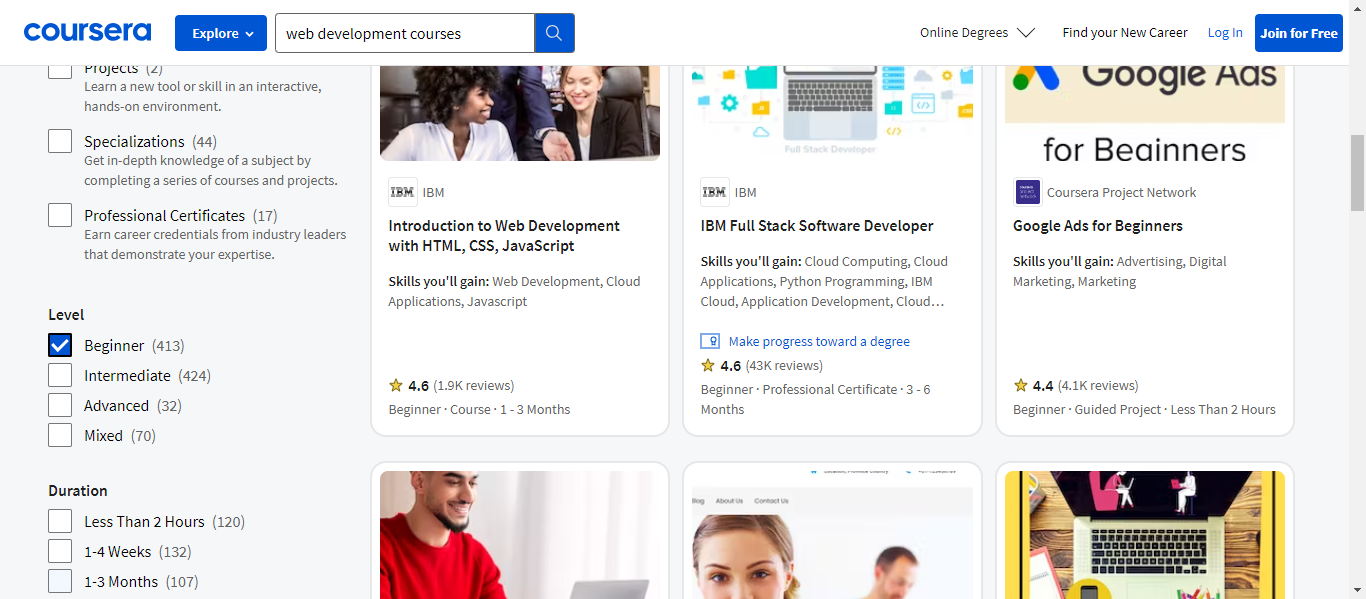 coursera
Explore
web development courses
Online Degrees
Find your New Career
Log In
Join for Free
Projects (2)
Learn a new tool or skill in an interactive,
hands-on environment.
Specializations (44)
Get in-depth knowledge of a subject by
completing a series of courses and projects.
Professional Certificates (17)
Earn career credentials from industry leaders
that demonstrate your expertise.
Level
Beginner (413)
Intermediate (424)
Advanced (32)
Mixed (70)
Duration
Less Than 2 Hours (120)
1-4 Weeks (132)
1-3 Months (107)
IBM IBM
Introduction to Web Development
with HTML, CSS, JavaScript
Skills you'll gain: Web Development, Cloud
Applications, Javascript
4.6 (1.9K reviews)
Beginner · Course · 1 - 3 Months
Full Stack Developer
IBM IBM
IBM Full Stack Software Developer
Skills you'll gain: Cloud Computing, Cloud
Applications, Python Programming, IBM
Cloud, Application Development, Cloud…
Make progress toward a degree
4.6 (43K reviews)
Beginner · Professional Certificate · 3 - 6
Months
Google Ads
for Beginners
Coursera Project Network
Google Ads for Beginners
Skills you'll gain: Advertising, Digital
Marketing, Marketing
4.4 (4.1K reviews)
Beginner · Guided Project · Less Than 2 Hours
Blog About Us Contact Us